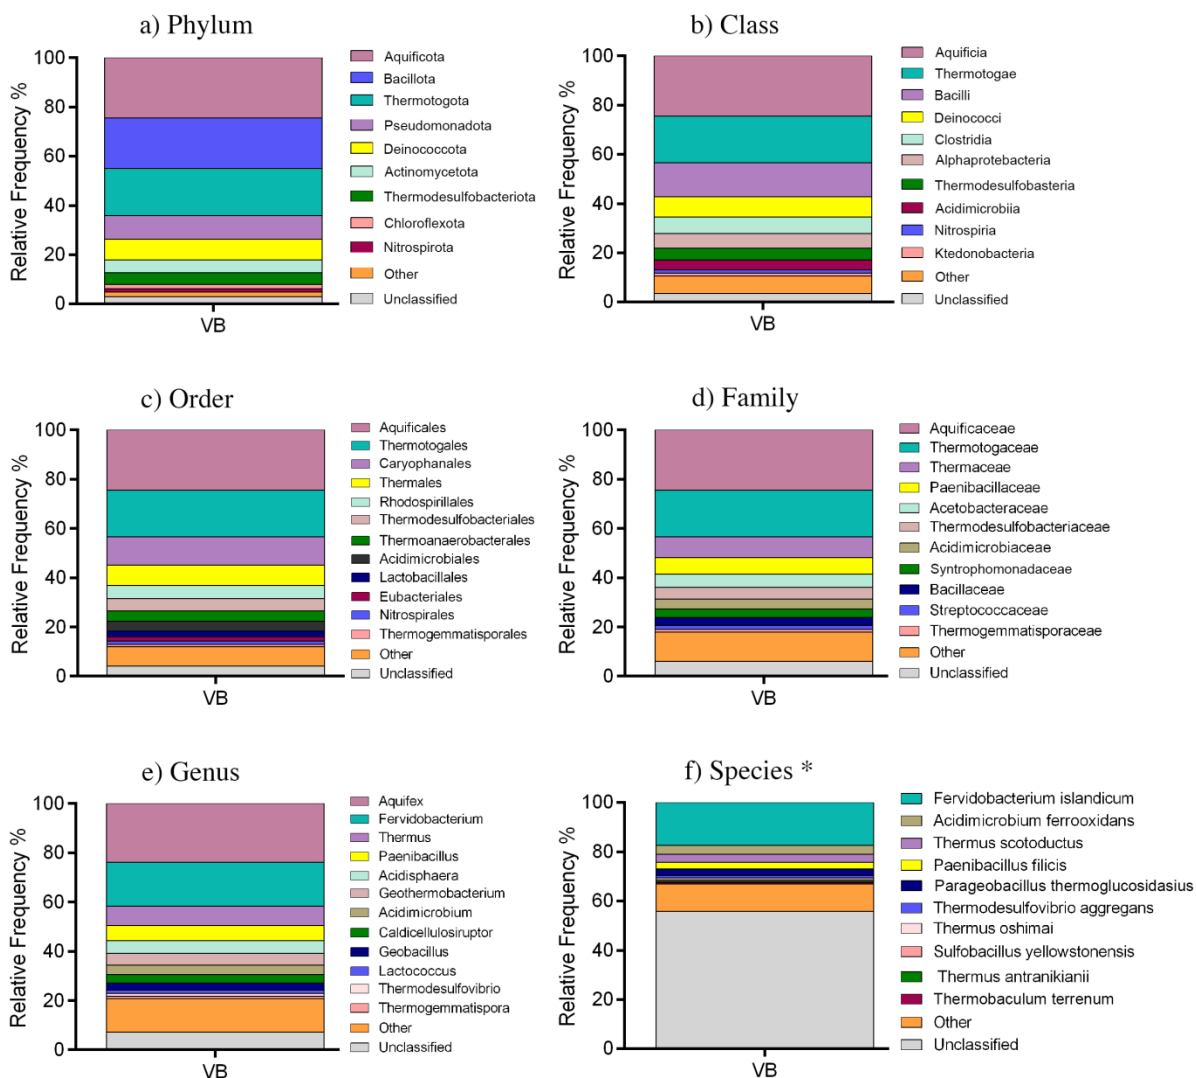 a) Phylum
Relative Frequency %
100
80
60
40
20
0
VB
Aquificota
Bacillota
Thermotogota
Pseudomonadota
Deinococcota
Actinomycetota
Thermodesulfobacteriota
Chloroflexota
Nitrospirota
Other
Unclassified
b) Class
Relative Frequency %
100
80
60
40
20
0
VB
Aquificia
Thermotogae
Bacilli
Deinococci
Clostridia
Alphaprotebacteria
Thermodesulfobasteria
Acidimicrobiia
Nitrospiria
Ktedonobacteria
Other
Unclassified
c) Order
Relative Frequency %
100
80
60
40
20
0
VB
Aquificales
Thermotogales
Caryophanales
Thermales
Rhodospirillales
Thermodesulfobacteriales
Thermoanaerobacterales
Acidimicrobiales
Lactobacillales
Eubacteriales
Nitrospirales
Thermogemmatisporales
Other
Unclassified
d) Family
Relative Frequency %
100
80
60
40
20
0
VB
Aquificaceae
Thermotogaceae
Thermaceae
Paenibacillaceae
Acetobacteraceae
Thermodesulfobacteriaceae
Acidimicrobiaceae
Syntrophomonadaceae
Bacillaceae
Streptococcaceae
Thermogemmatisporaceae
Other
Unclassified
e) Genus
Relative Frequency %
100
80
60
40
20
0
VB
Aquifex
Fervidobacterium
Thermus
Paenibacillus
Acidisphaera
Geothermobacterium
Acidimicrobium
Caldicellulosiruptor
Geobacillus
Lactococcus
Thermodesulfovibrio
Thermogemmatispora
Other
Unclassified
f) Species *
Relative Frequency %
100
80
60
40
20
0
VB
Fervidobacterium islandicum
Acidimicrobium ferrooxidans
Thermus scotoductus
Paenibacillus filicis
Parageobacillus thermoglucosidasius
Thermodesulfovibrio aggregans
Thermus oshimai
Sulfobacillus yellowstonensis
Thermus antranikianii
Thermobaculum terrenum
Other
Unclassified